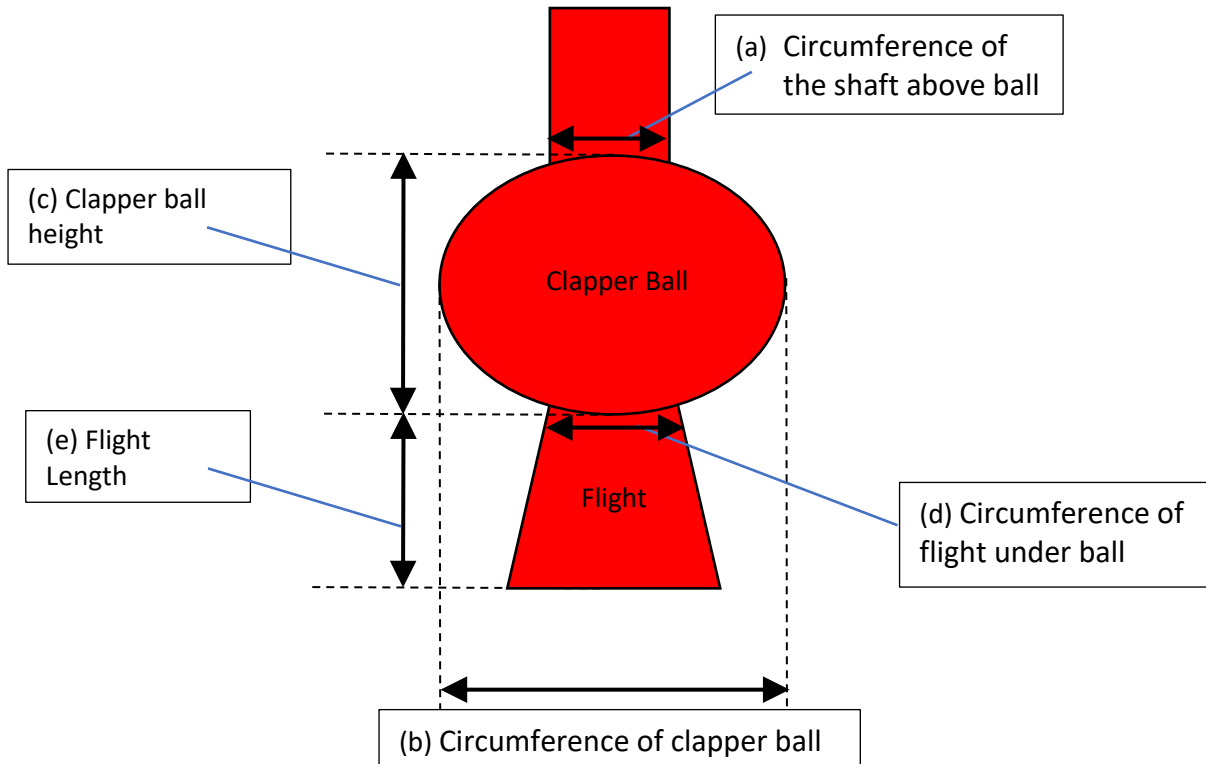 (a) Circumference of
the shaft above ball
(c) Clapper ball
height
Clapper Ball
(e) Flight
Length
Flight
(d) Circumference of
flight under ball
(b) Circumference of clapper ball